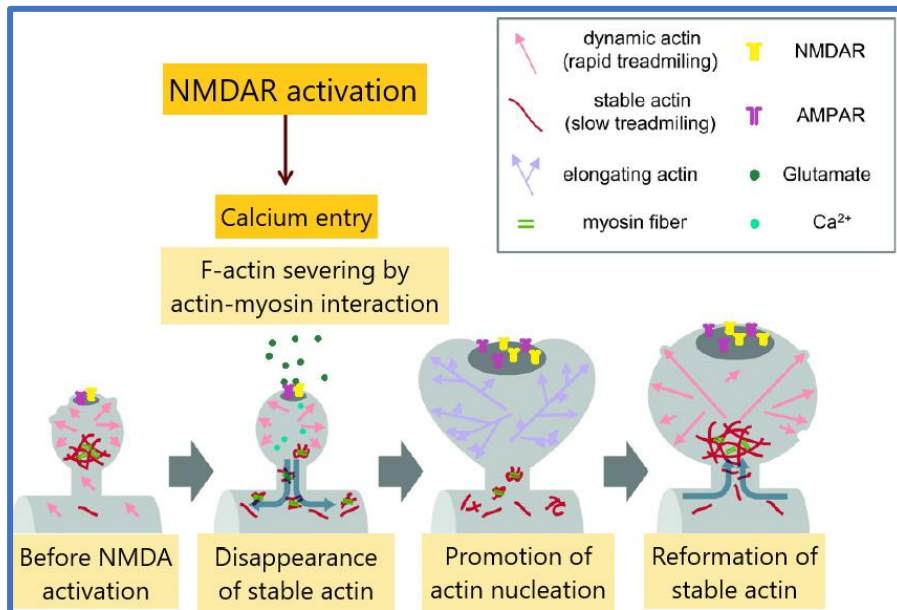 NMDAR activation
Calcium entry
F-actin severing by
actin-myosin interaction
dynamic actin
(rapid treadmiling)
NMDAR
stable actin
(slow treadmiling)
AMPAR
elongating actin
Glutamate
myosin fiber
Ca²⁺
Before NMDA
activation
Disappearance
of stable actin
Promotion of
actin nucleation
Reformation of
stable actin